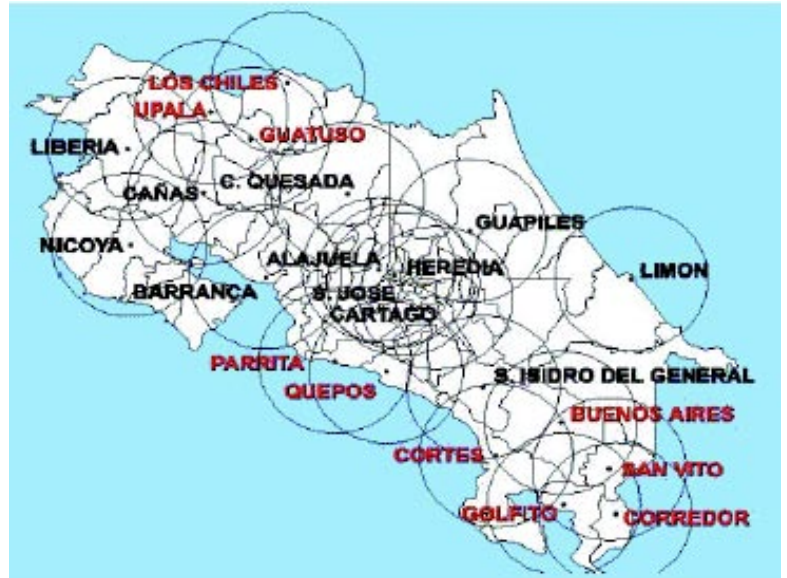 LOS CHILES
UPALA
GUATUSO
LIBERIA
C. QUESADA
CAÑAS
GUAPILES
NICOYA
ALAJUELA
HEREDIA
LIMON
BARRANCA
S. JOSE
CARTAGO
PARRITA
S. ISIDRO DEL GENERAL
QUEPOS
BUENOS AIRES
CORTES
SAN VITO
GOLFITO
CORREDOR